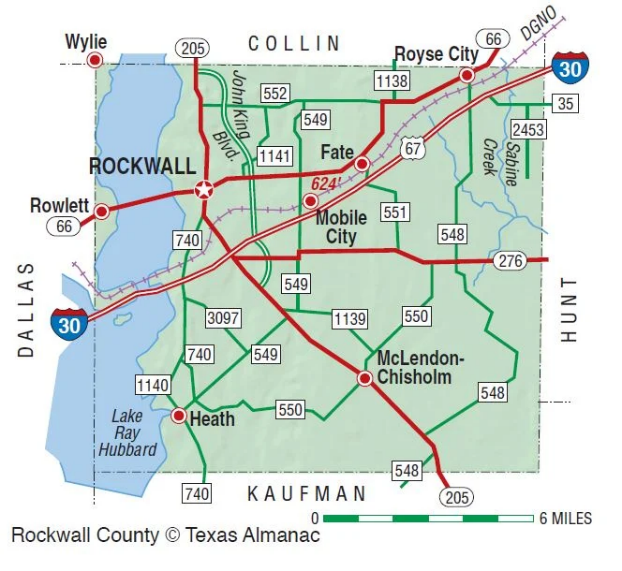 Wylie
205
COLLIN
Royse City
66
DGNO
30
552
1138
35
John King
Blvd.
549
2453
1141
Fate
67
Sabine
Creek
ROCKWALL
624'
Rowlett
66
Mobile
City
551
548
740
276
DALLAS
HUNT
549
30
3097
1139
550
740
549
McLendon-
Chisholm
1140
548
550
Lake
Ray
Hubbard
Heath
548
740
KAUFMAN
205
0
6 MILES
Rockwall County © Texas Almanac